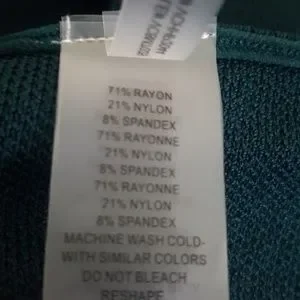 71% RAYON
21% NYLON
8% SPANDEX
71% RAYONNE
21% NYLON
8% SPANDEX
71% RAYONNE
21% NYLON
8% SPANDEX
MACHINE WASH COLD-
WITH SIMILAR COLORS
DO NOT BLEACH
RESHAPE